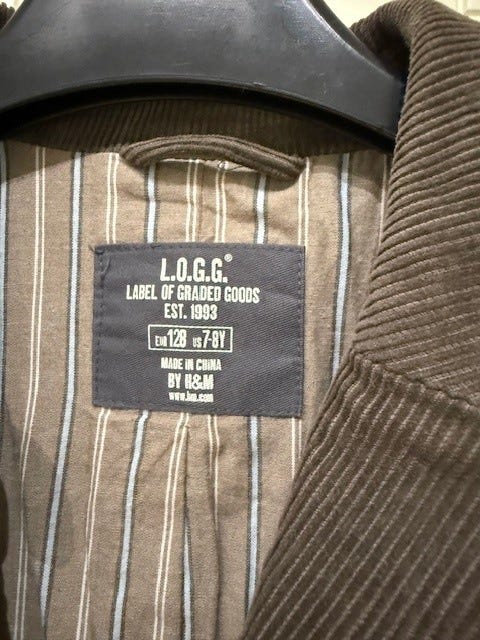 L.O.G.G.®
LABEL OF GRADED GOODS
EST. 1993
EUR 128 US 7-8Y
MADE IN CHINA
BY H&M
www.hm.com